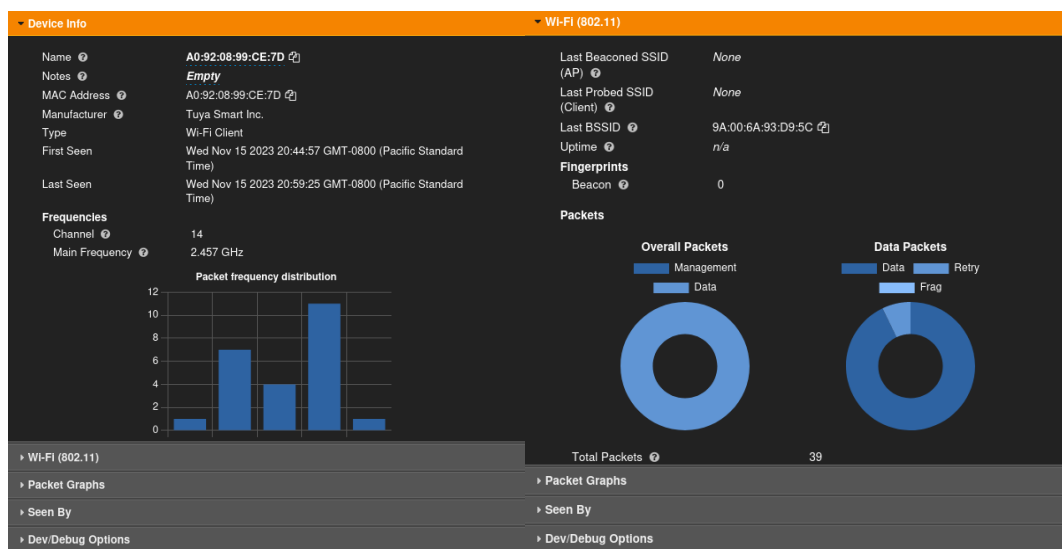 Device Info
Name A0:92:08:99:CE:7D
Notes Empty
MAC Address A0:92:08:99:CE:7D
Manufacturer Tuya Smart Inc.
Type Wi-Fi Client
First Seen Wed Nov 15 2023 20:44:57 GMT-0800 (Pacific Standard
Time)
Last Seen Wed Nov 15 2023 20:59:25 GMT-0800 (Pacific Standard
Time)
Frequencies
Channel 14
Main Frequency 2.457 GHz
Packet frequency distribution
12
10
8
6
4
2
0
Wi-Fi (802.11)
Packet Graphs
Seen By
Dev/Debug Options
Wi-Fi (802.11)
Last Beaconed SSID None
(AP)
Last Probed SSID None
(Client)
Last BSSID 9A:00:6A:93:D9:5C
Uptime n/a
Fingerprints
Beacon 0
Packets
Overall Packets
Management
Data
Data Packets
Data Retry
Frag
Total Packets 39
Packet Graphs
Seen By
Dev/Debug Options